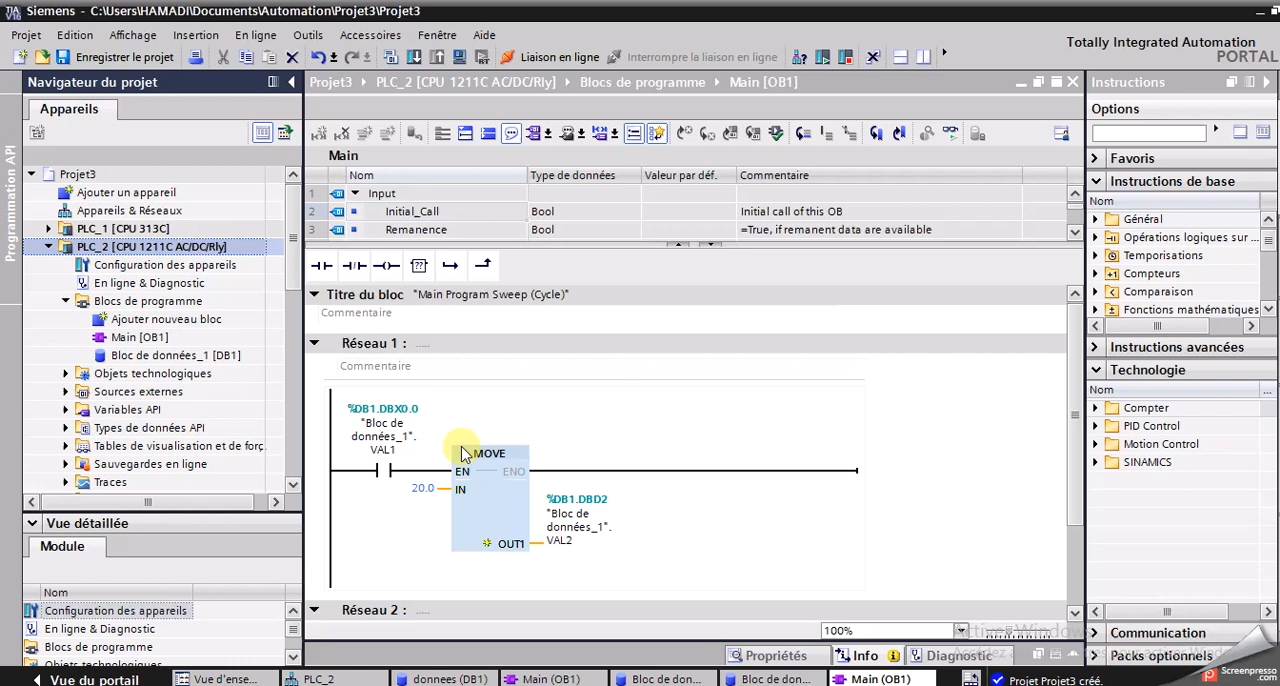 TIA V16 Siemens - C:\Users\HAMADI\Documents\Automation\Projet3\Projet3
Projet Edition Affichage Insertion En ligne Outils Accessoires Fenêtre Aide
Totally Integrated Automation
PORTAL
Enregistrer le projet Liaison en ligne Interrompre la liaison en ligne
Navigateur du projet
Appareils
Programmation API
Projet3
Ajouter un appareil
Appareils & Réseaux
PLC_1 [CPU 313C]
PLC_2 [CPU 1211C AC/DC/Rly]
Configuration des appareils
En ligne & Diagnostic
Blocs de programme
Ajouter nouveau bloc
Main [OB1]
Bloc de données_1 [DB1]
Objets technologiques
Sources externes
Variables API
Types de données API
Tables de visualisation et de forç..
Sauvegardes en ligne
Traces
Vue détaillée
Module
Nom
Configuration des appareils
En ligne & Diagnostic
Blocs de programme
Objets technologiques
Projet3 PLC_2 [CPU 1211C AC/DC/Rly] Blocs de programme Main [OB1]
Main
Nom Type de données Valeur par déf. Commentaire
1 Input
2 Initial_Call Bool Initial call of this OB
3 Remanence Bool =True, if remanent data are available
Titre du bloc "Main Program Sweep (Cycle)"
Commentaire
Réseau 1 : .....
Commentaire
%DB1.DBX0.0
"Bloc de
données_1".
VAL1
MOVE
EN ENO
20.0 IN
%DB1.DBD2
"Bloc de
données_1".
OUT1 VAL2
Réseau 2 : .....
100%
Propriétés Info Diagnostic
Instructions
Options
Favoris
Instructions de base
Nom
Général
Opérations logiques sur ...
Temporisations
Compteurs
Comparaison
Fonctions mathématiques
Instructions avancées
Technologie
Nom ...
Compter
PID Control
Motion Control
SINAMICS
Communication
Packs optionnels
Activer Windows
Screenpresso
.com
Vue du portail Vue d'ense... PLC_2 donnees (DB1) Main (OB1) Bloc de don... Bloc de don... Main (OB1) Projet Projet3 créé.